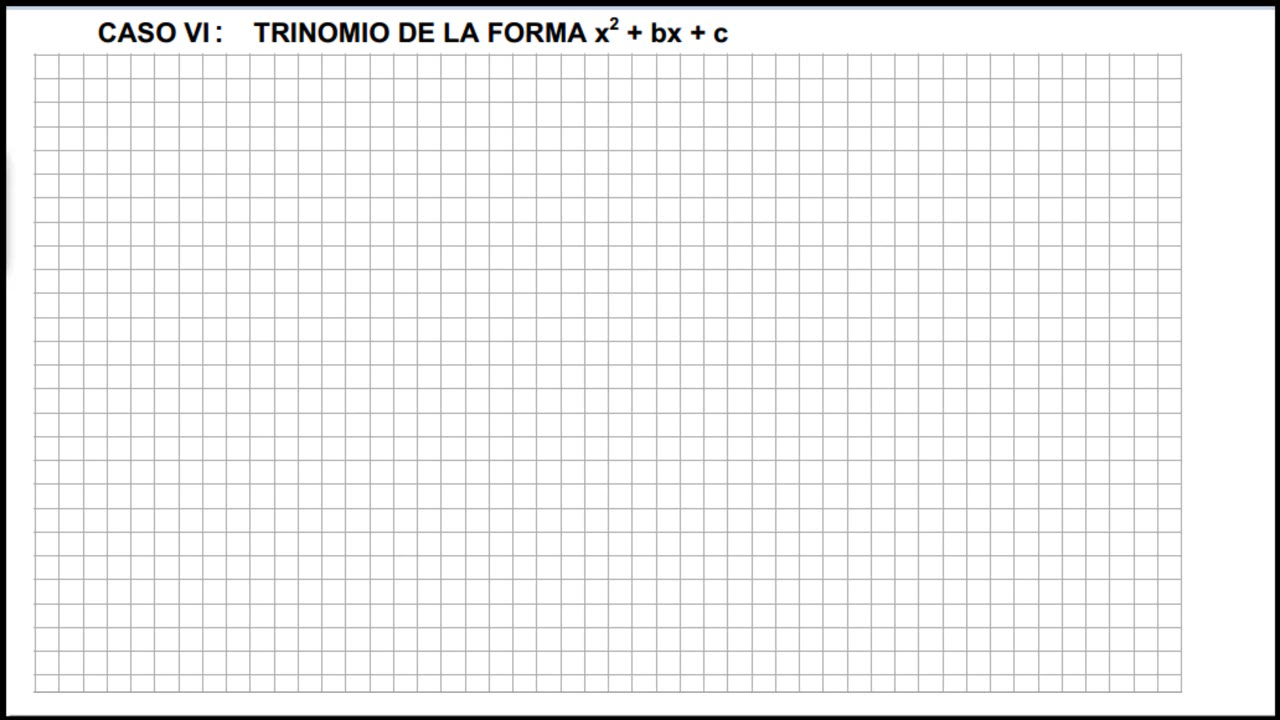 CASO VI: TRINOMIO DE LA FORMA x² + bx + c